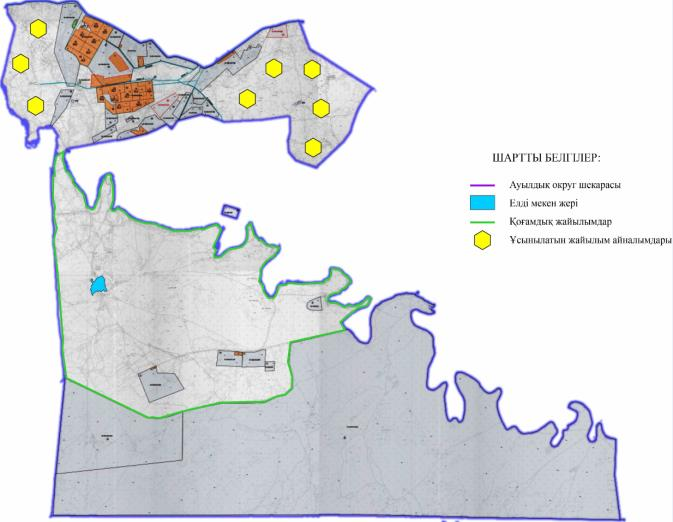 ШАРТТЫ БЕЛГІЛЕР:
Ауылдық округ шекарасы
Елді мекен жері
Қоғамдық жайылымдар
Ұсынылатын жайылым айналымдары